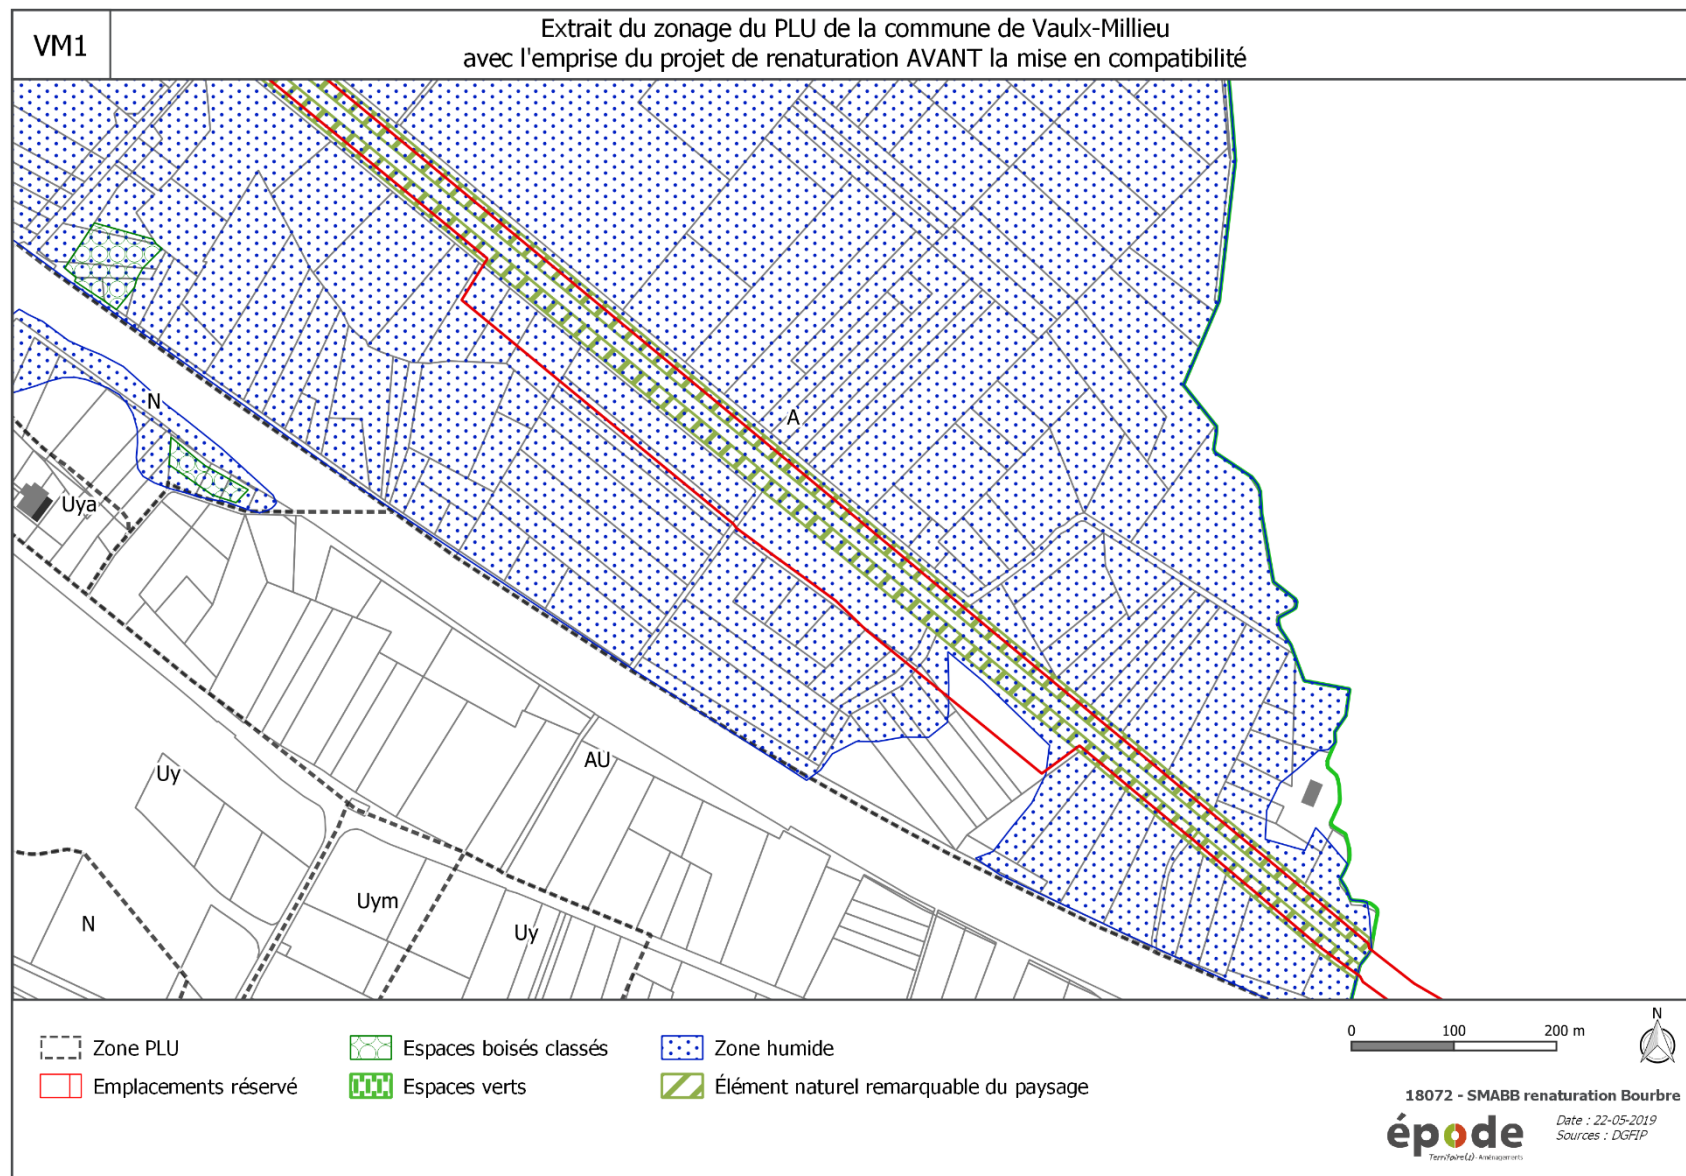 VM1
Extrait du zonage du PLU de la commune de Vaulx-Millieu
avec l'emprise du projet de renaturation AVANT la mise en compatibilité
N
A
Uya
AU
Uy
Uym
N
Uy
Zone PLU
Espaces boisés classés
Zone humide
Emplacements réservé
Espaces verts
Élément naturel remarquable du paysage
0 100 200 m
N
18072 - SMABB renaturation Bourbre
épode
Territoire(s) - Aménagements
Date : 22-05-2019
Sources : DGFIP